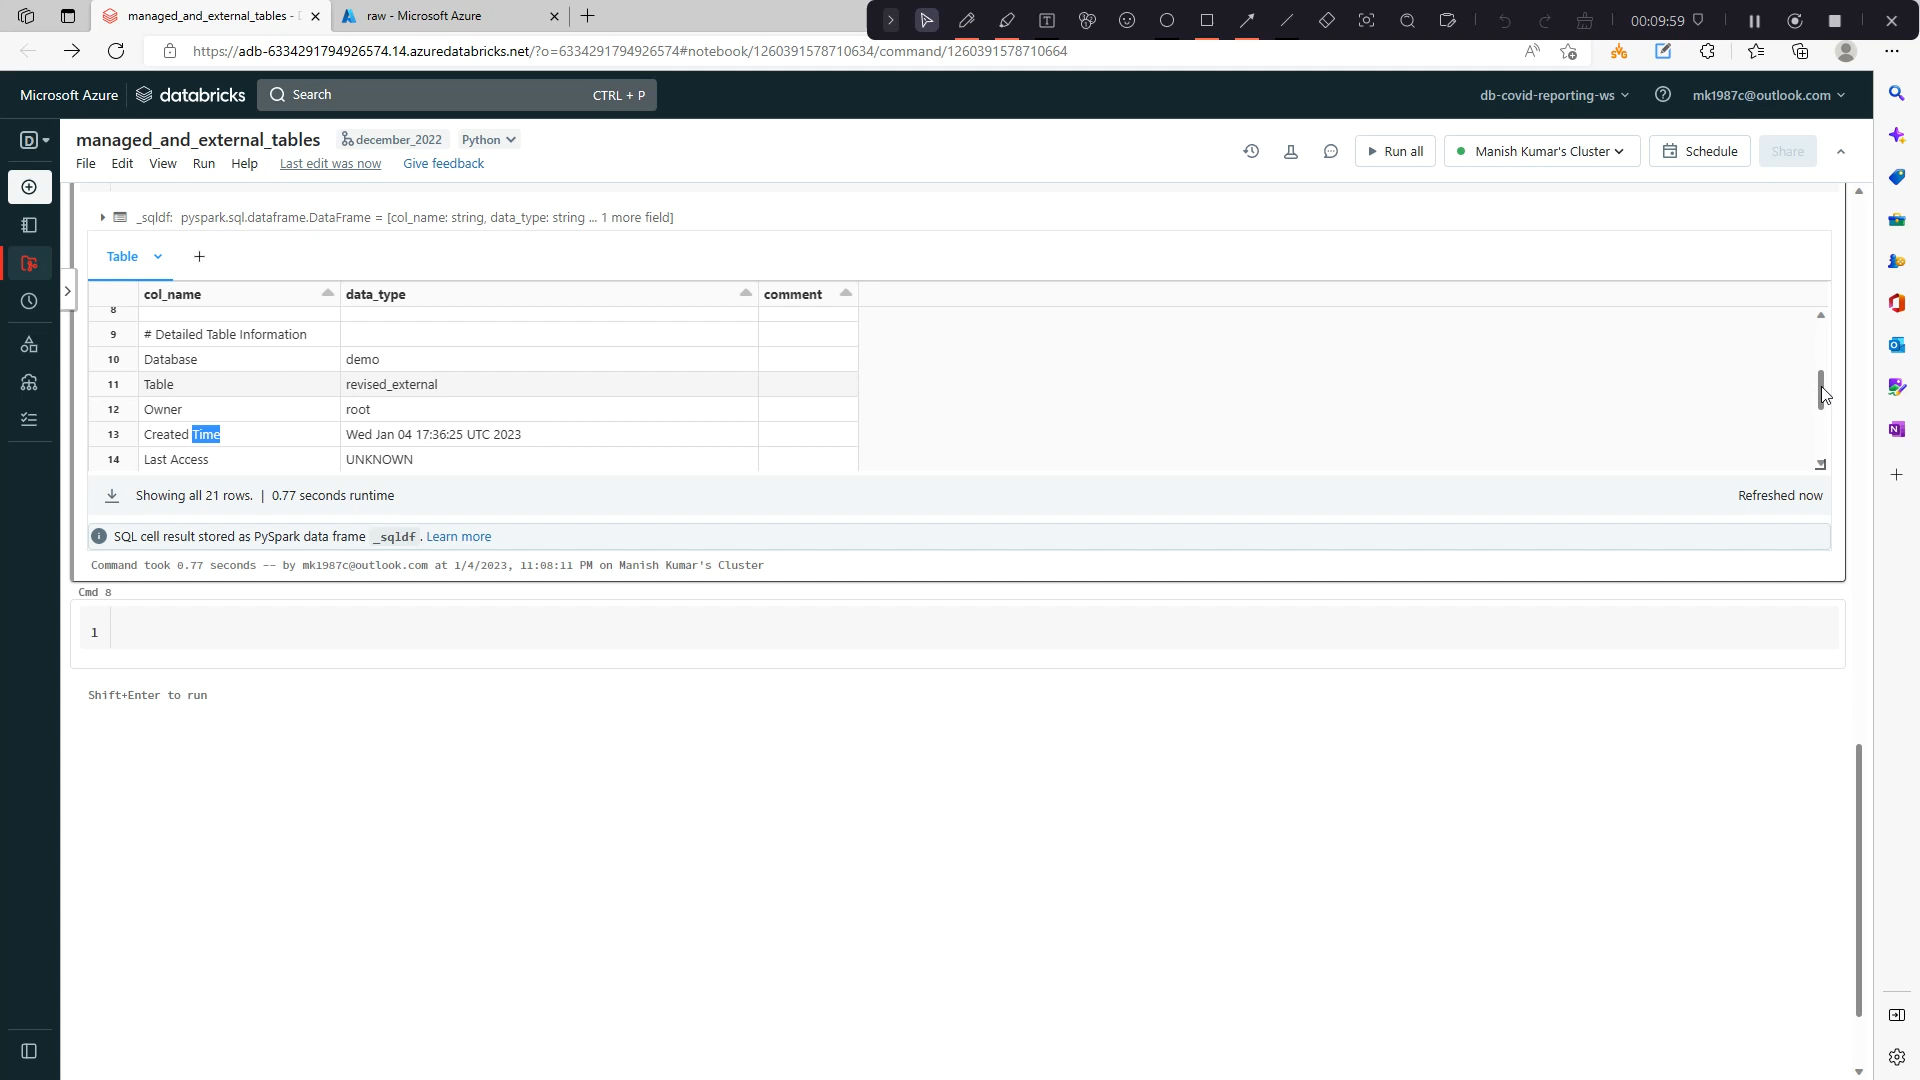 managed_and_external_tables -
raw - Microsoft Azure
00:09:59
https://adb-6334291794926574.14.azuredatabricks.net/?o=6334291794926574#notebook/1260391578710634/command/1260391578710664
Microsoft Azure
databricks
Search
CTRL + P
db-covid-reporting-ws
mk1987c@outlook.com
managed_and_external_tables
december_2022
Python
File
Edit
View
Run
Help
Last edit was now
Give feedback
Run all
Manish Kumar's Cluster
Schedule
Share
_sqldf: pyspark.sql.dataframe.DataFrame = [col_name: string, data_type: string ... 1 more field]
Table
+
col_name data_type comment
8
9 # Detailed Table Information
10 Database demo
11 Table revised_external
12 Owner root
13 Created Time Wed Jan 04 17:36:25 UTC 2023
14 Last Access UNKNOWN
Showing all 21 rows. | 0.77 seconds runtime
Refreshed now
SQL cell result stored as PySpark data frame _sqldf . Learn more
Command took 0.77 seconds -- by mk1987c@outlook.com at 1/4/2023, 11:08:11 PM on Manish Kumar's Cluster
Cmd 8
1
Shift+Enter to run